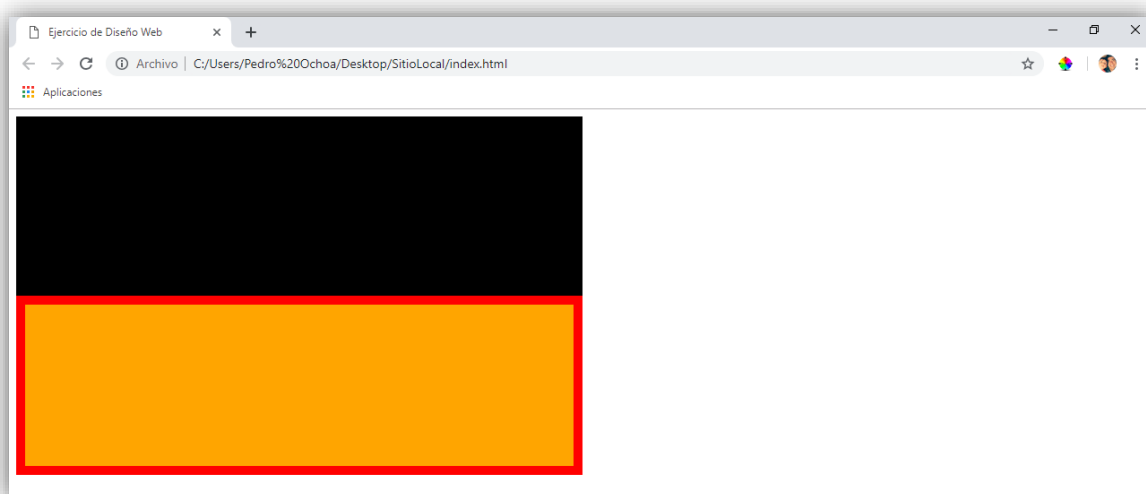 Ejercicio de Diseño Web
Archivo | C:/Users/Pedro%20Ochoa/Desktop/SitioLocal/index.html
Aplicaciones